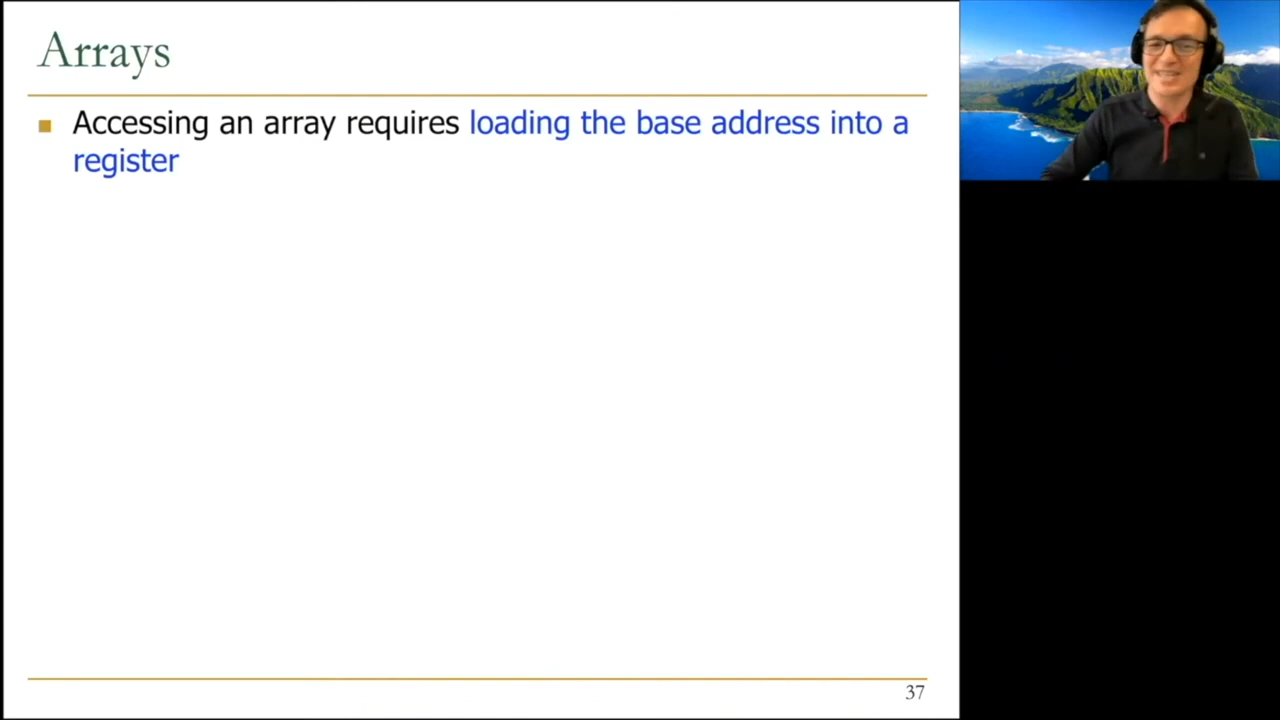 Arrays
Accessing an array requires loading the base address into a
register
37